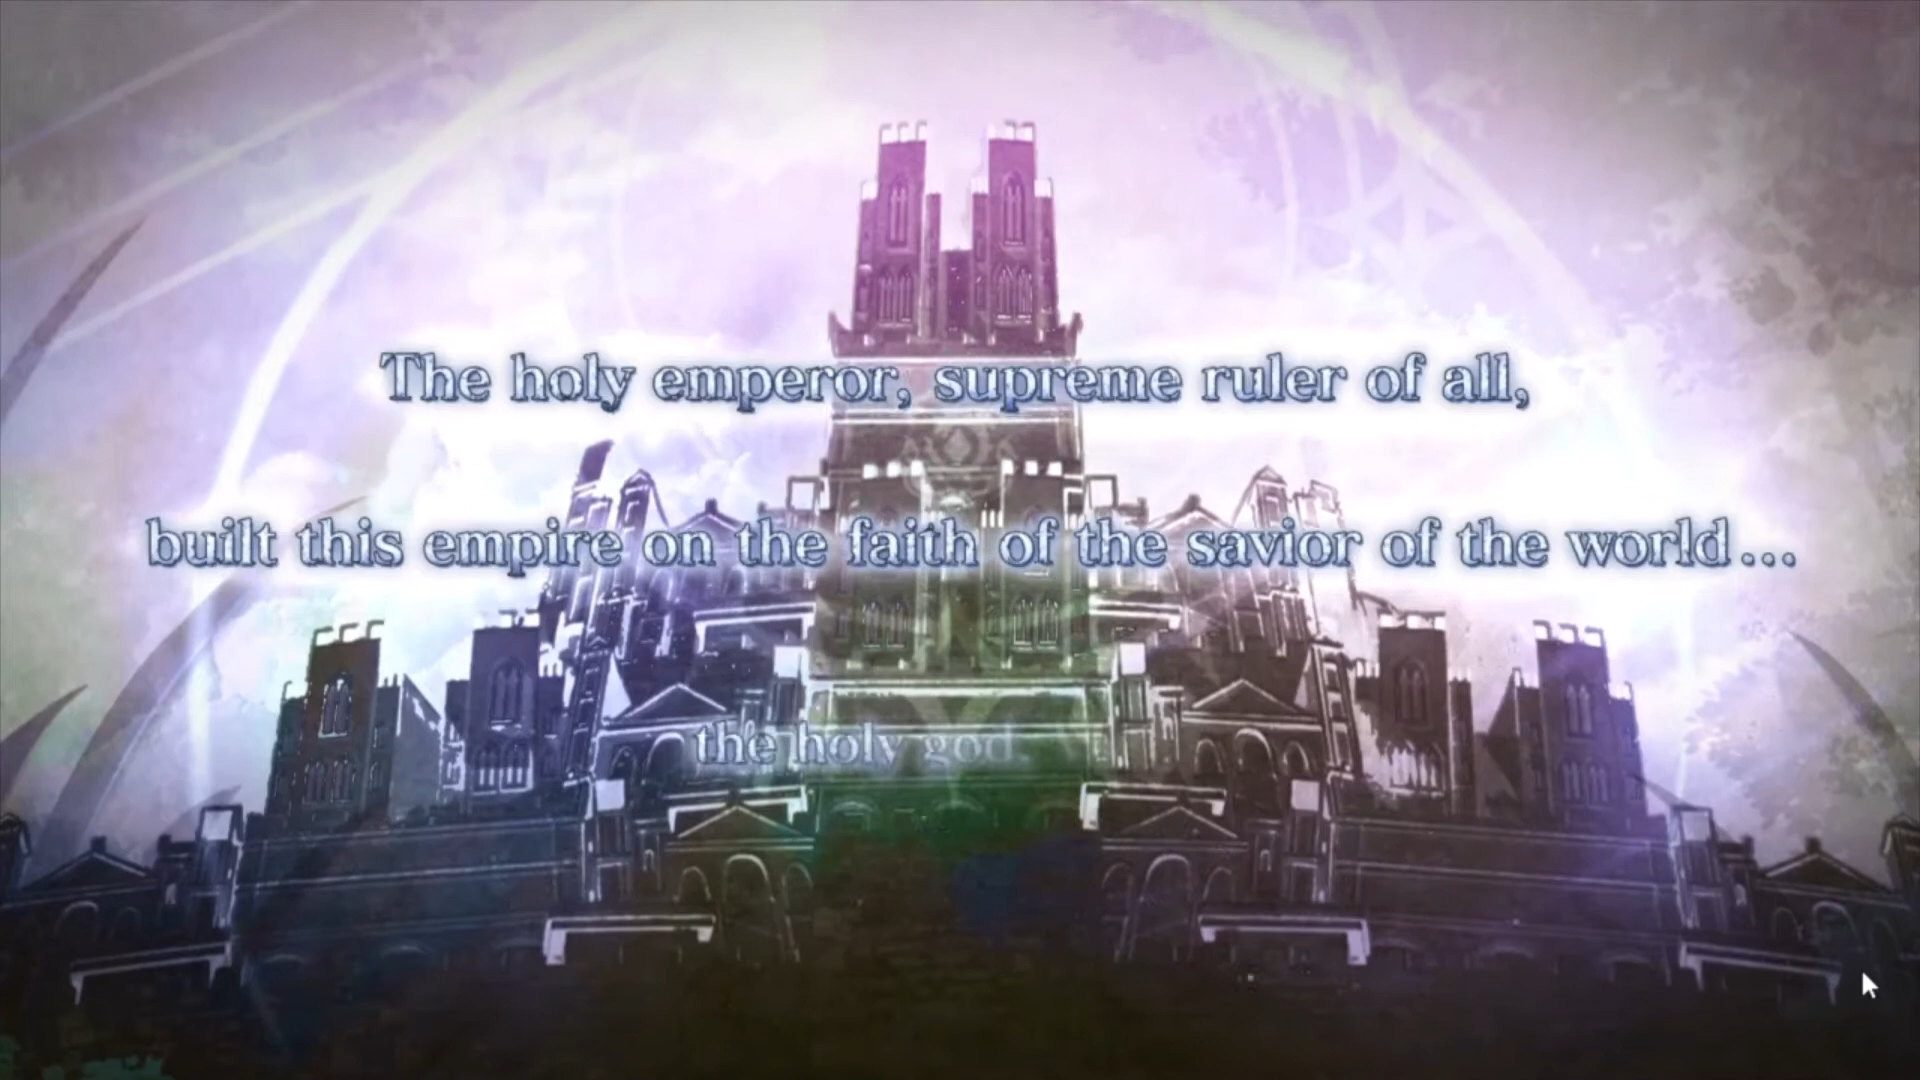 The holy emperor, supreme ruler of all,
built this empire on the faith of the savior of the world...
the holy god.